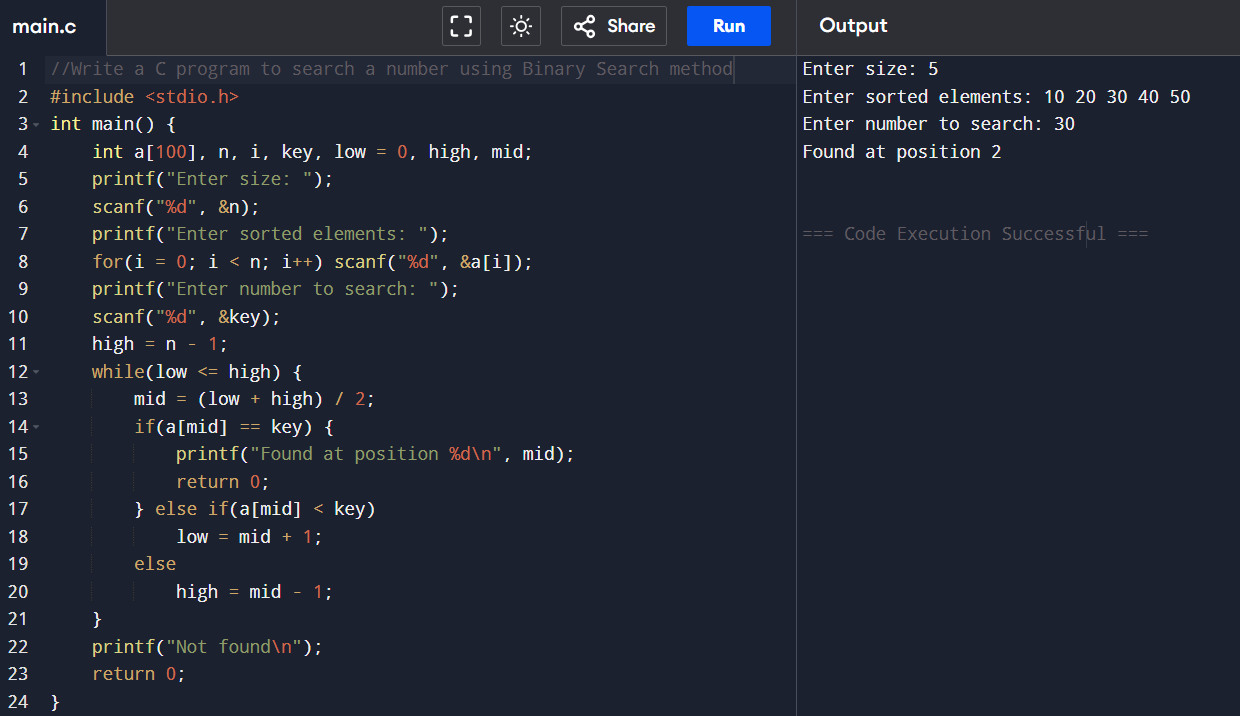 main.c
Share
Run
Output
1 //Write a C program to search a number using Binary Search method
2 #include <stdio.h>
3 int main() {
4     int a[100], n, i, key, low = 0, high, mid;
5     printf("Enter size: ");
6     scanf("%d", &n);
7     printf("Enter sorted elements: ");
8     for(i = 0; i < n; i++) scanf("%d", &a[i]);
9     printf("Enter number to search: ");
10     scanf("%d", &key);
11     high = n - 1;
12     while(low <= high) {
13         mid = (low + high) / 2;
14         if(a[mid] == key) {
15             printf("Found at position %d\n", mid);
16             return 0;
17         } else if(a[mid] < key)
18             low = mid + 1;
19         else
20             high = mid - 1;
21     }
22     printf("Not found\n");
23     return 0;
24 }
Enter size: 5
Enter sorted elements: 10 20 30 40 50
Enter number to search: 30
Found at position 2
=== Code Execution Successful ===